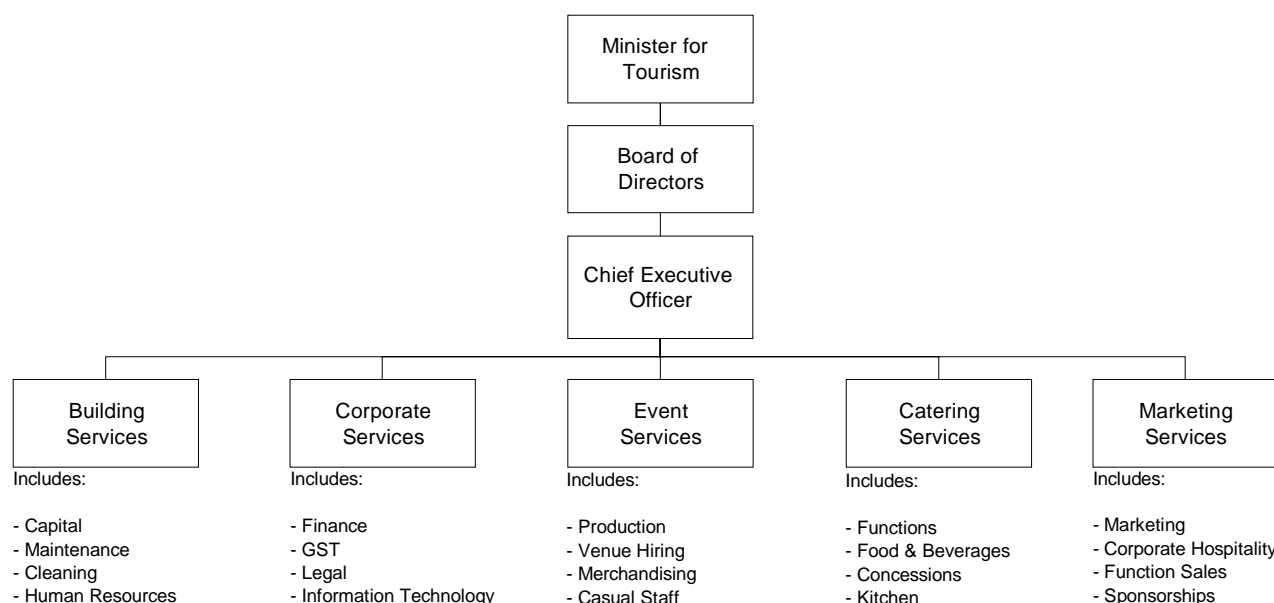 Minister for
Tourism
Board of
Directors
Chief Executive
Officer
Building
Services
Corporate
Services
Event
Services
Catering
Services
Marketing
Services
Includes:
- Capital
- Maintenance
- Cleaning
- Human Resources
Includes:
- Finance
- GST
- Legal
- Information Technology
Includes:
- Production
- Venue Hiring
- Merchandising
- Casual Staff
Includes:
- Functions
- Food & Beverages
- Concessions
- Kitchen
Includes:
- Marketing
- Corporate Hospitality
- Function Sales
- Sponsorships